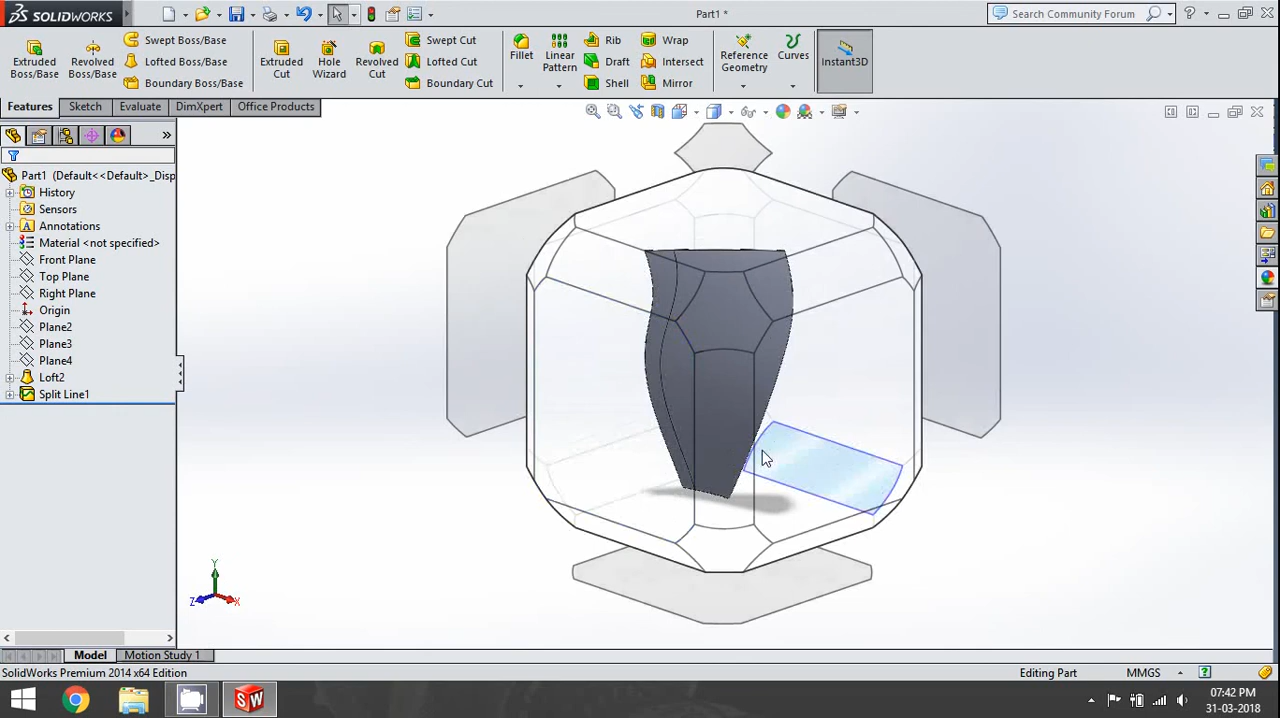 SOLIDWORKS
Part1 *
Search Community Forum
Extruded Boss/Base
Revolved Boss/Base
Swept Boss/Base
Lofted Boss/Base
Boundary Boss/Base
Extruded Cut
Hole Wizard
Revolved Cut
Swept Cut
Lofted Cut
Boundary Cut
Fillet
Linear Pattern
Rib
Draft
Shell
Wrap
Intersect
Mirror
Reference Geometry
Curves
Instant3D
Features
Sketch
Evaluate
DimXpert
Office Products
Part1 (Default<<Default>_Disp
History
Sensors
Annotations
Material <not specified>
Front Plane
Top Plane
Right Plane
Origin
Plane2
Plane3
Plane4
Loft2
Split Line1
Y
Z
X
Model
Motion Study 1
SolidWorks Premium 2014 x64 Edition
Editing Part
MMGS
07:42 PM
31-03-2018